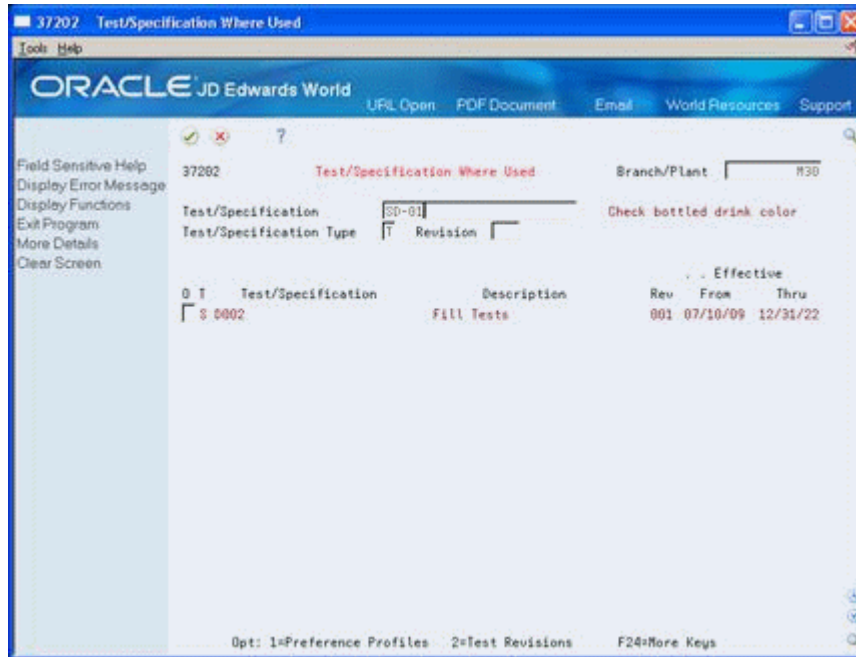 37202 Test/Specification Where Used
Tools Help
ORACLE JD Edwards World
URL Open PDF Document Email World Resources Support
?
Field Sensitive Help
Display Error Message
Display Functions
Exit Program
More Details
Clear Screen
37202 Test/Specification Where Used Branch/Plant M30
Test/Specification SD-01 Check bottled drink color
Test/Specification Type T Revision
. . Effective
O T Test/Specification Description Rev From Thru
S D002 Fill Tests 001 07/10/09 12/31/22
Opt: 1=Preference Profiles 2=Test Revisions F24=More Keys